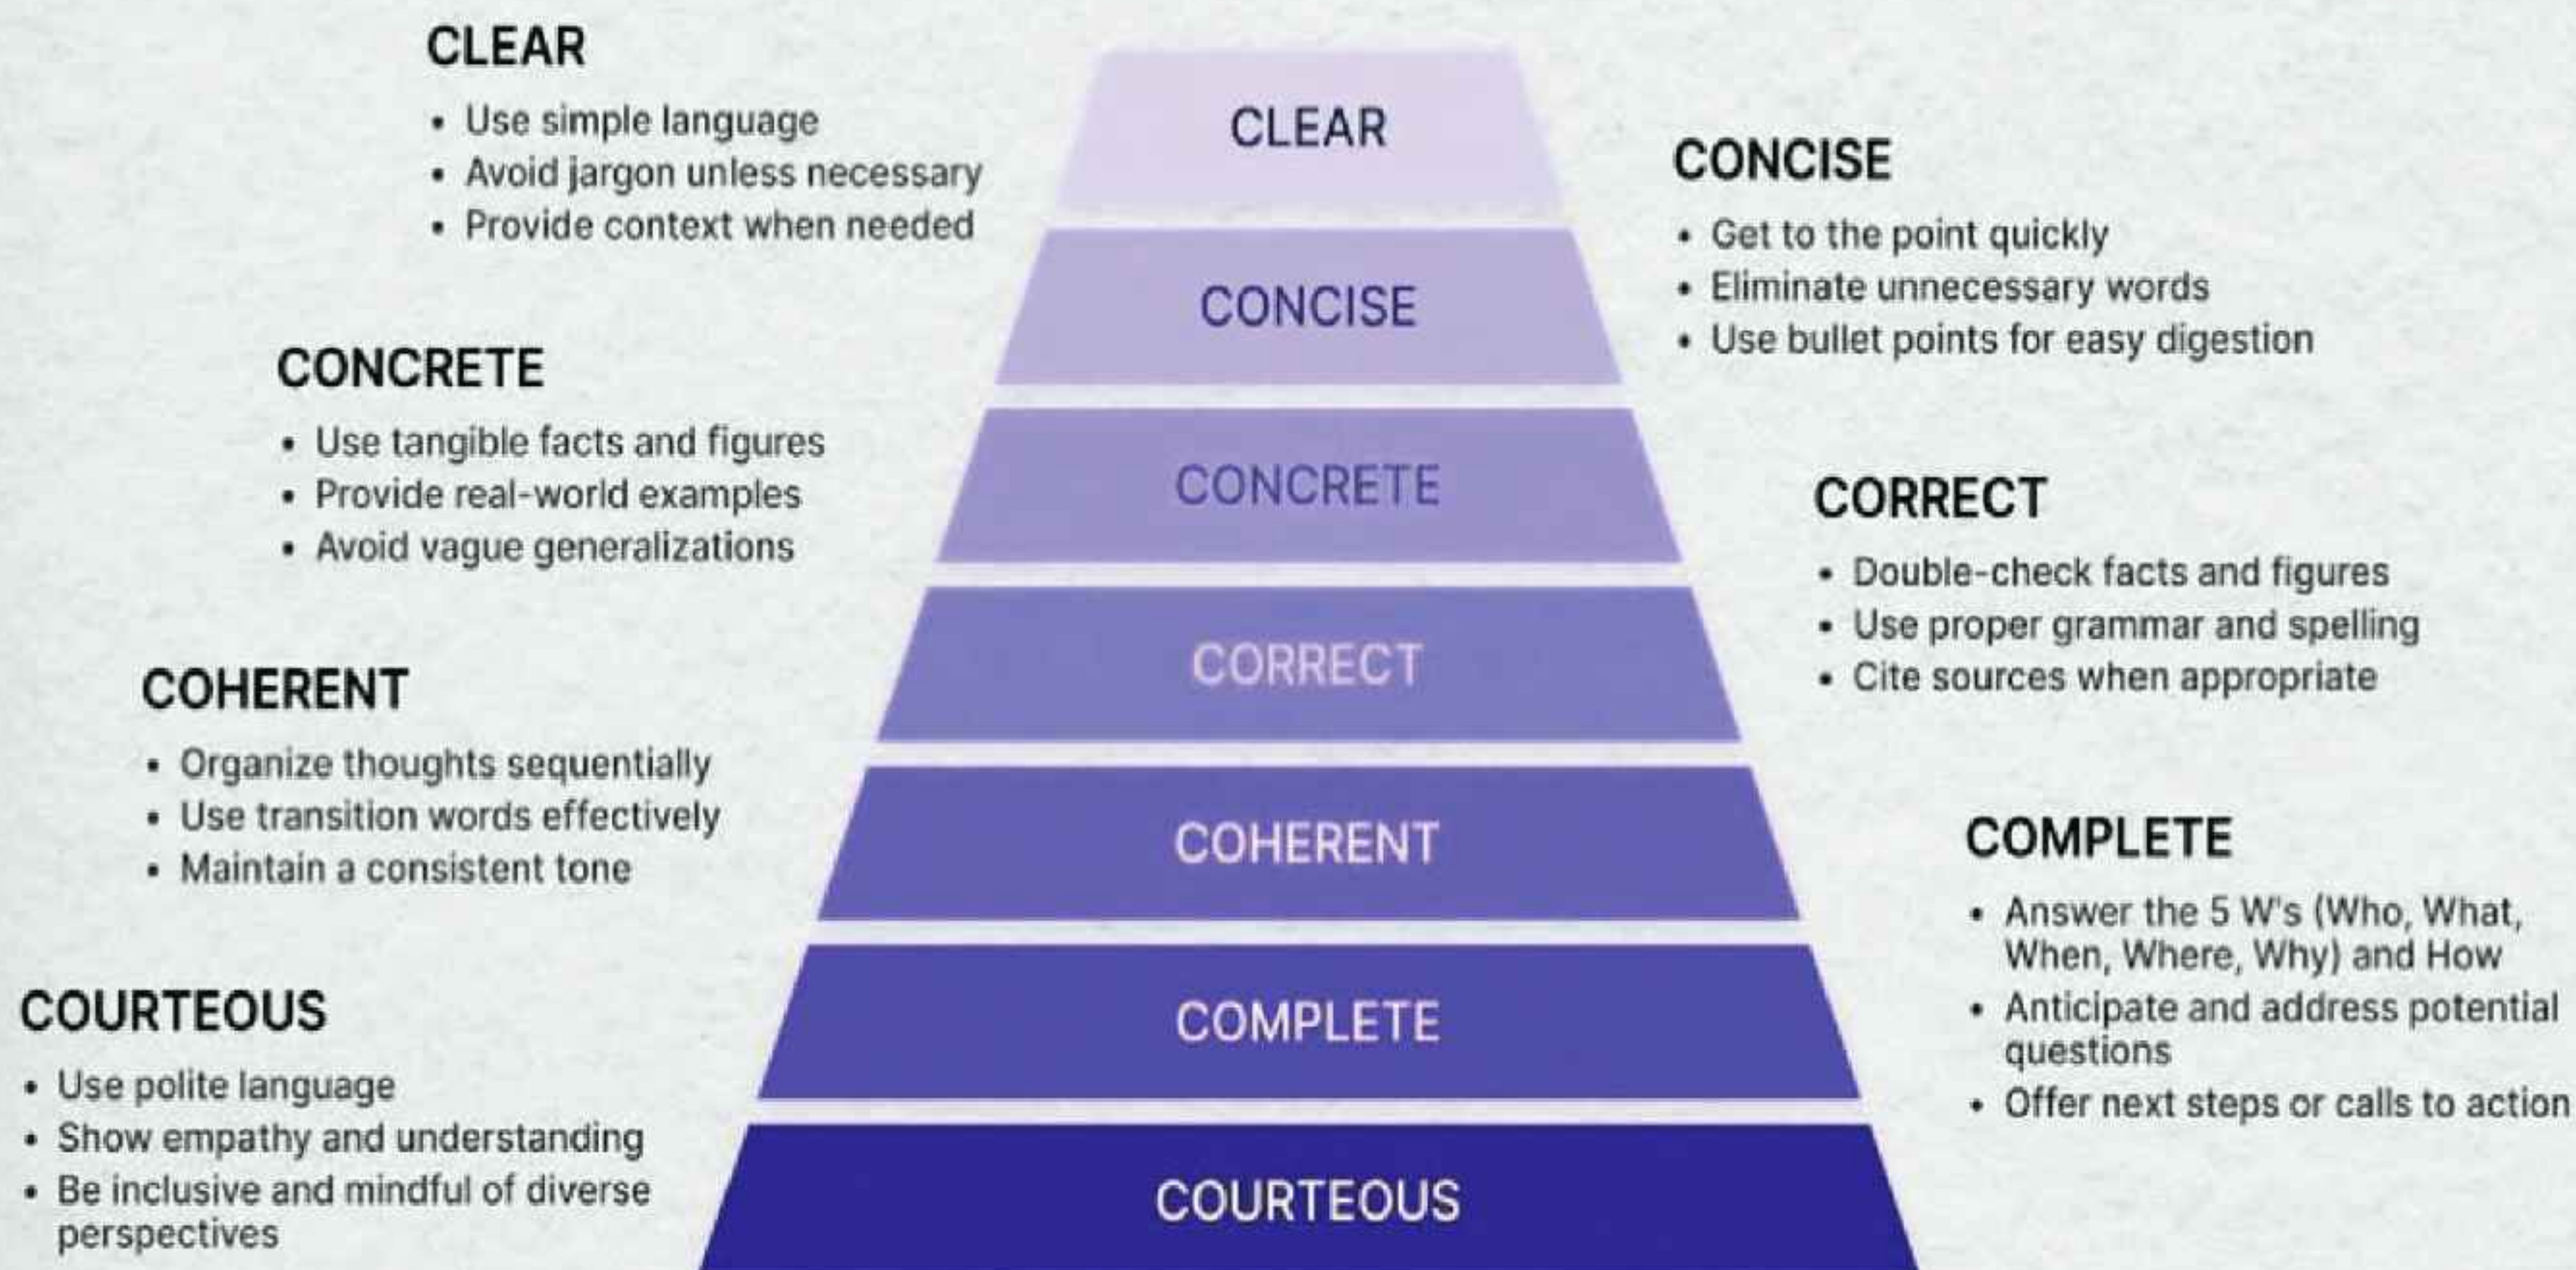 CLEAR
• Use simple language
• Avoid jargon unless necessary
• Provide context when needed
CONCISE
• Get to the point quickly
• Eliminate unnecessary words
• Use bullet points for easy digestion
CONCRETE
• Use tangible facts and figures
• Provide real-world examples
• Avoid vague generalizations
CORRECT
• Double-check facts and figures
• Use proper grammar and spelling
• Cite sources when appropriate
COHERENT
• Organize thoughts sequentially
• Use transition words effectively
• Maintain a consistent tone
COMPLETE
• Answer the 5 W's (Who, What,
When, Where, Why) and How
• Anticipate and address potential
questions
• Offer next steps or calls to action
COURTEOUS
• Use polite language
• Show empathy and understanding
• Be inclusive and mindful of diverse
perspectives
CLEAR
CONCISE
CONCRETE
CORRECT
COHERENT
COMPLETE
COURTEOUS